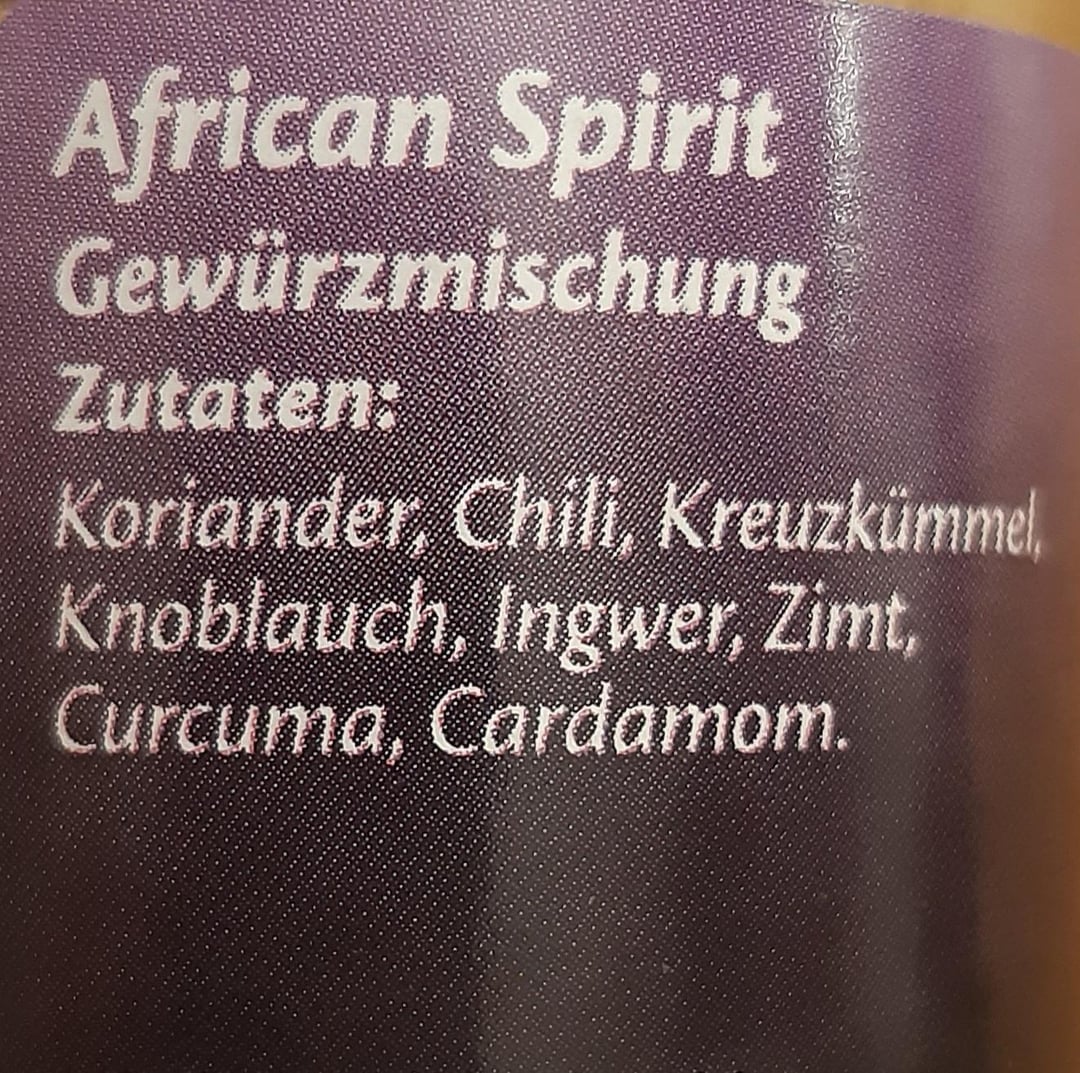 African Spirit
Gewürzmischung
Zutaten:
Koriander, Chili, Kreuzkümmel,
Knoblauch, Ingwer, Zimt,
Curcuma, Cardamom.